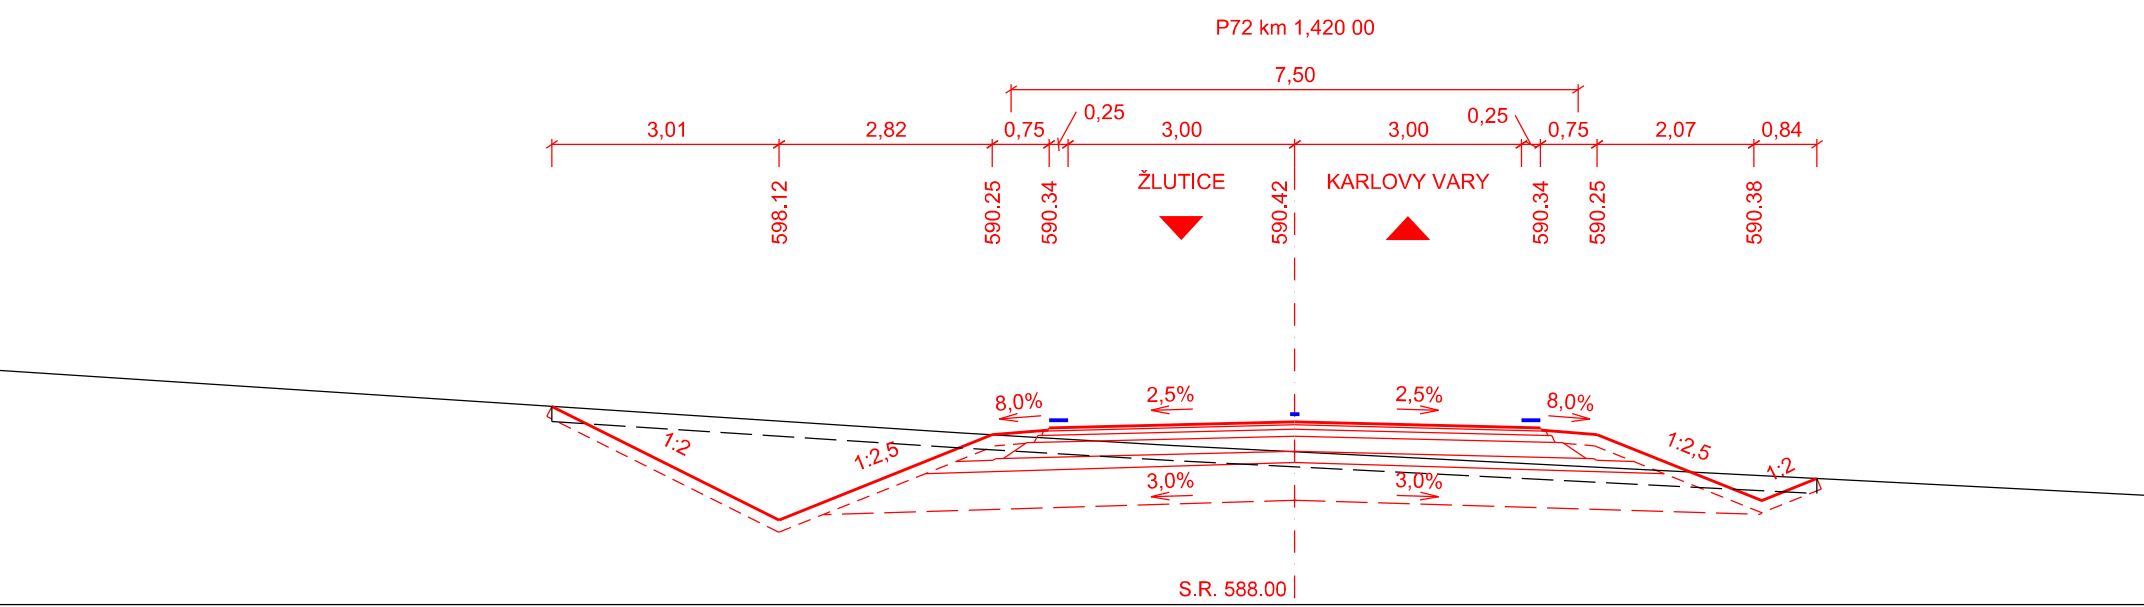 P72 km 1,420 00
7,50
0,25
0,25
3,01 2,82 0,75 3,00 3,00 0,75 2,07 0,84
ŽLUTICE KARLOVY VARY
598.12 590.25 590.34 590.42 590.34 590.25 590.38
8,0% 2,5% 2,5% 8,0%
1:2 1:2,5 1:2,5 1:2
3,0% 3,0%
S.R. 588.00